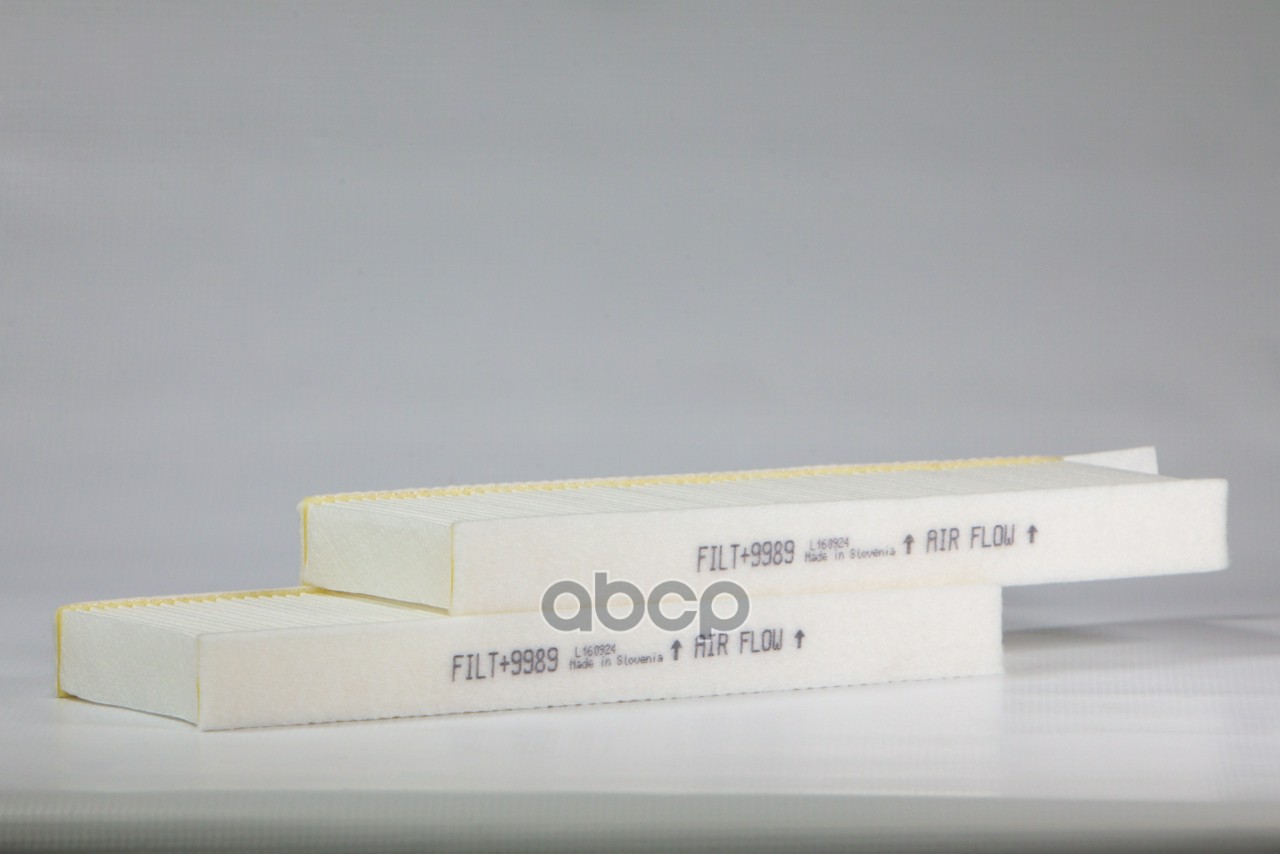 FILT+9989 L160924 Made in Slovenia ↑ AIR FLOW ↑
abcp
FILT+9989 L160924 Made in Slovenia ↑ AIR FLOW ↑